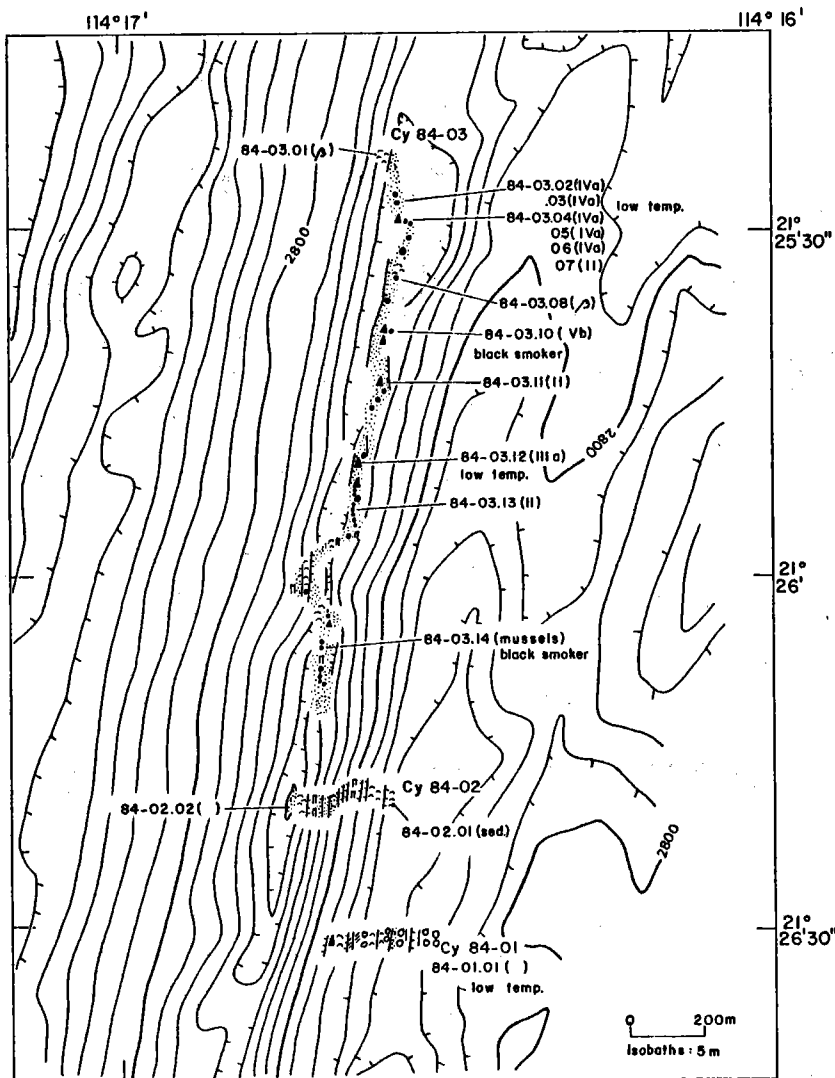 114° 17'
114° 16'
Cy 84-03
84-03.01 (ρ)
84-03.02 (IVa)
.03 (IVa)
low temp.
84-03.04 (IVa)
05 (IVa)
06 (IVa)
07 (II)
21°
25'30"
2800
84-03.08 (ρ)
84-03.10 (Vb)
black smoker
84-03.11 (II)
2800
84-03.12 (IIIa)
low temp.
84-03.13 (II)
21°
26'
84-03.14 (mussels)
black smoker
Cy 84-02
84-02.02 ( )
84-02.01 (sed.)
2800
21°
26'30"
Cy 84-01
84-01.01 ( )
low temp.
0 200m
Isobaths : 5 m